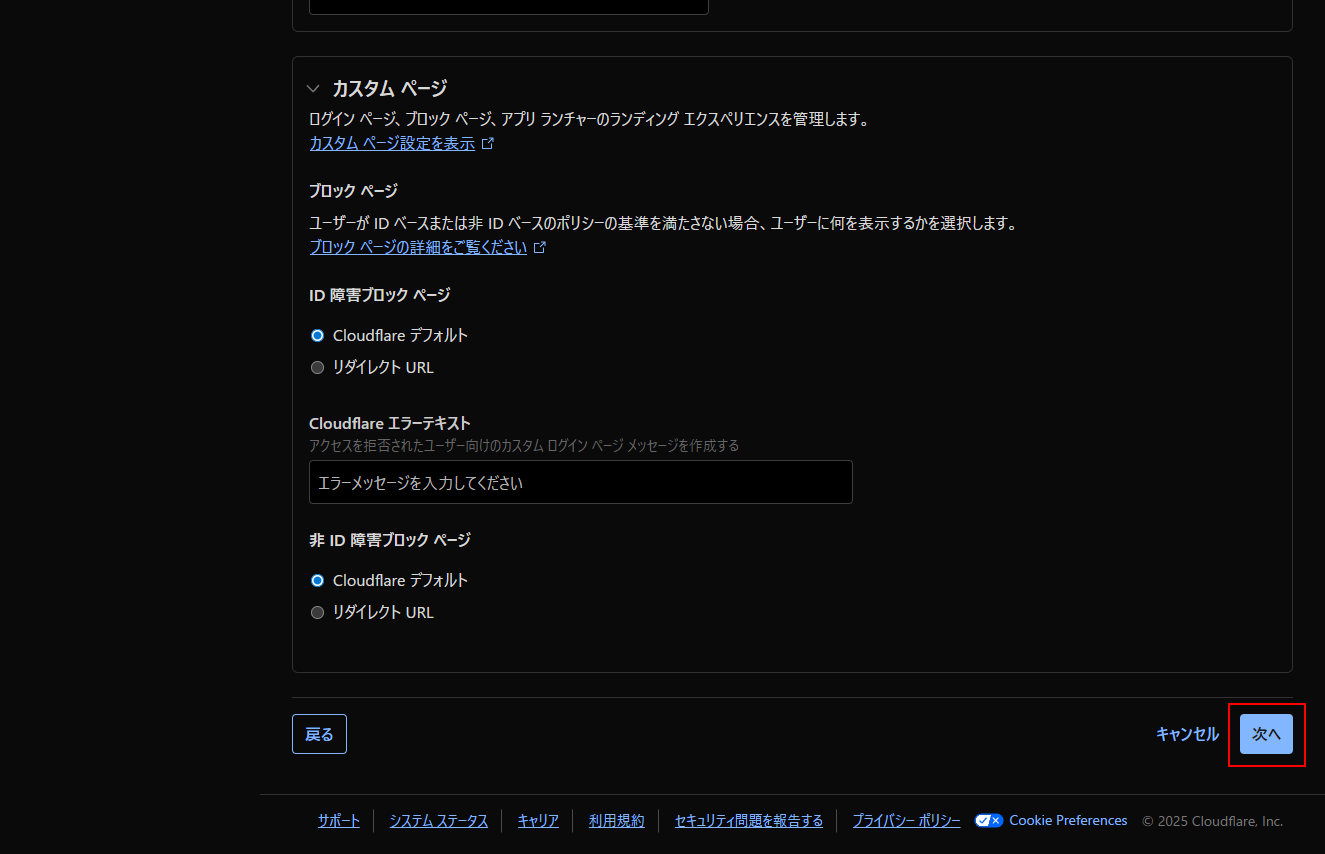 カスタム ページ
ログイン ページ、ブロック ページ、アプリ ランチャーのランディング エクスペリエンスを管理します。
カスタム ページ設定を表示
ブロック ページ
ユーザーが ID ベースまたは非 ID ベースのポリシーの基準を満たさない場合、ユーザーに何を表示するかを選択します。
ブロック ページの詳細をご覧ください
ID 障害ブロック ページ
Cloudflare デフォルト
リダイレクト URL
Cloudflare エラーテキスト
アクセスを拒否されたユーザー向けのカスタム ログイン ページ メッセージを作成する
エラーメッセージを入力してください
非 ID 障害ブロック ページ
Cloudflare デフォルト
リダイレクト URL
戻る
キャンセル
次へ
サポート
システム ステータス
キャリア
利用規約
セキュリティ問題を報告する
プライバシー ポリシー
Cookie Preferences
© 2025 Cloudflare, Inc.